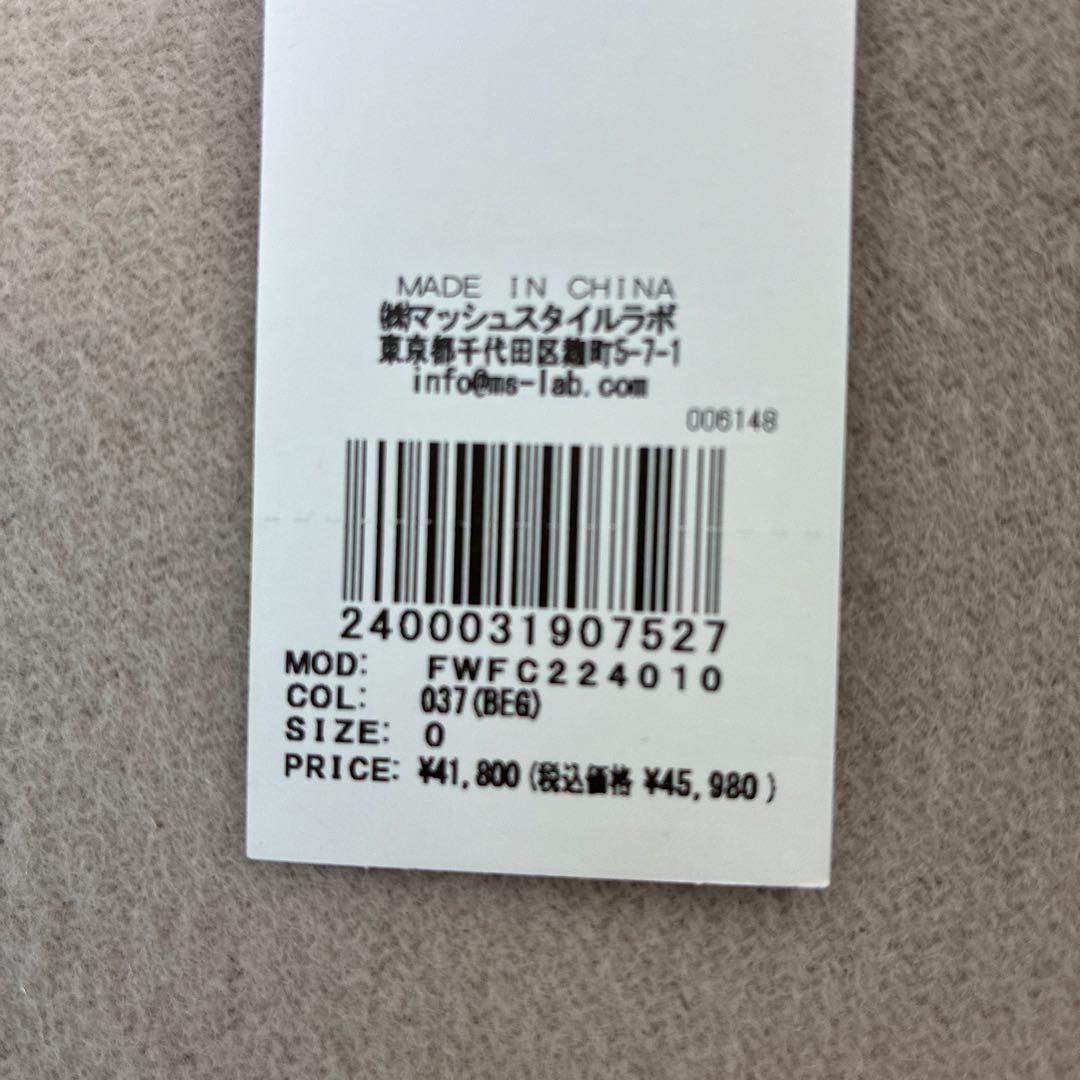 MADE IN CHINA
㈱マッシュスタイルラボ
東京都千代田区麹町5-7-1
info@ms-lab.com
006148
2400031907527
MOD: FWFC224010
COL: 037(BEG)
SIZE: 0
PRICE: ¥41,800(税込価格 ¥45,980)